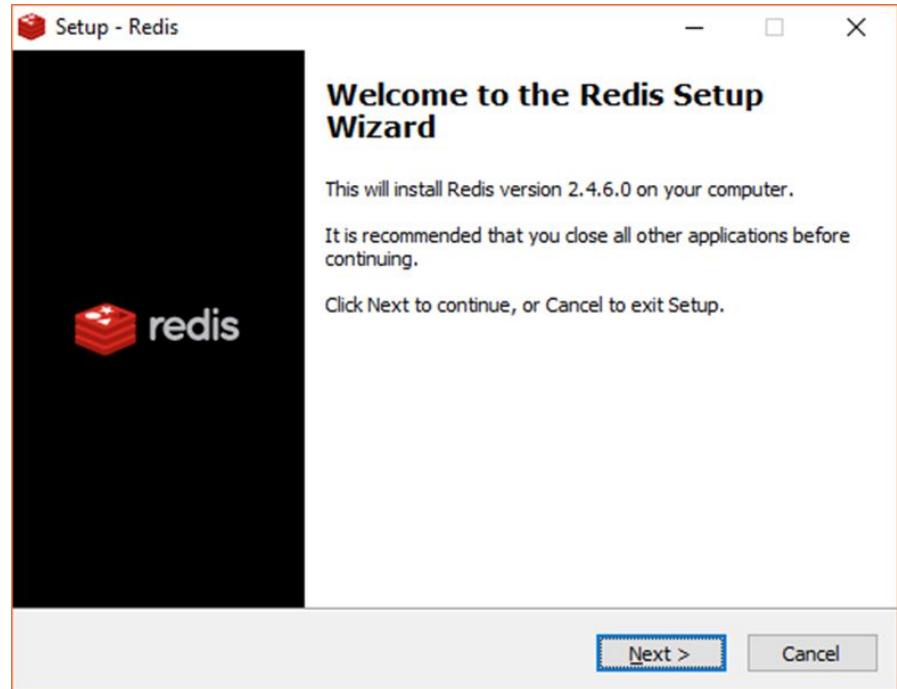 Setup - Redis
Welcome to the Redis Setup
Wizard
This will install Redis version 2.4.6.0 on your computer.
It is recommended that you close all other applications before
continuing.
Click Next to continue, or Cancel to exit Setup.
redis
Next >
Cancel